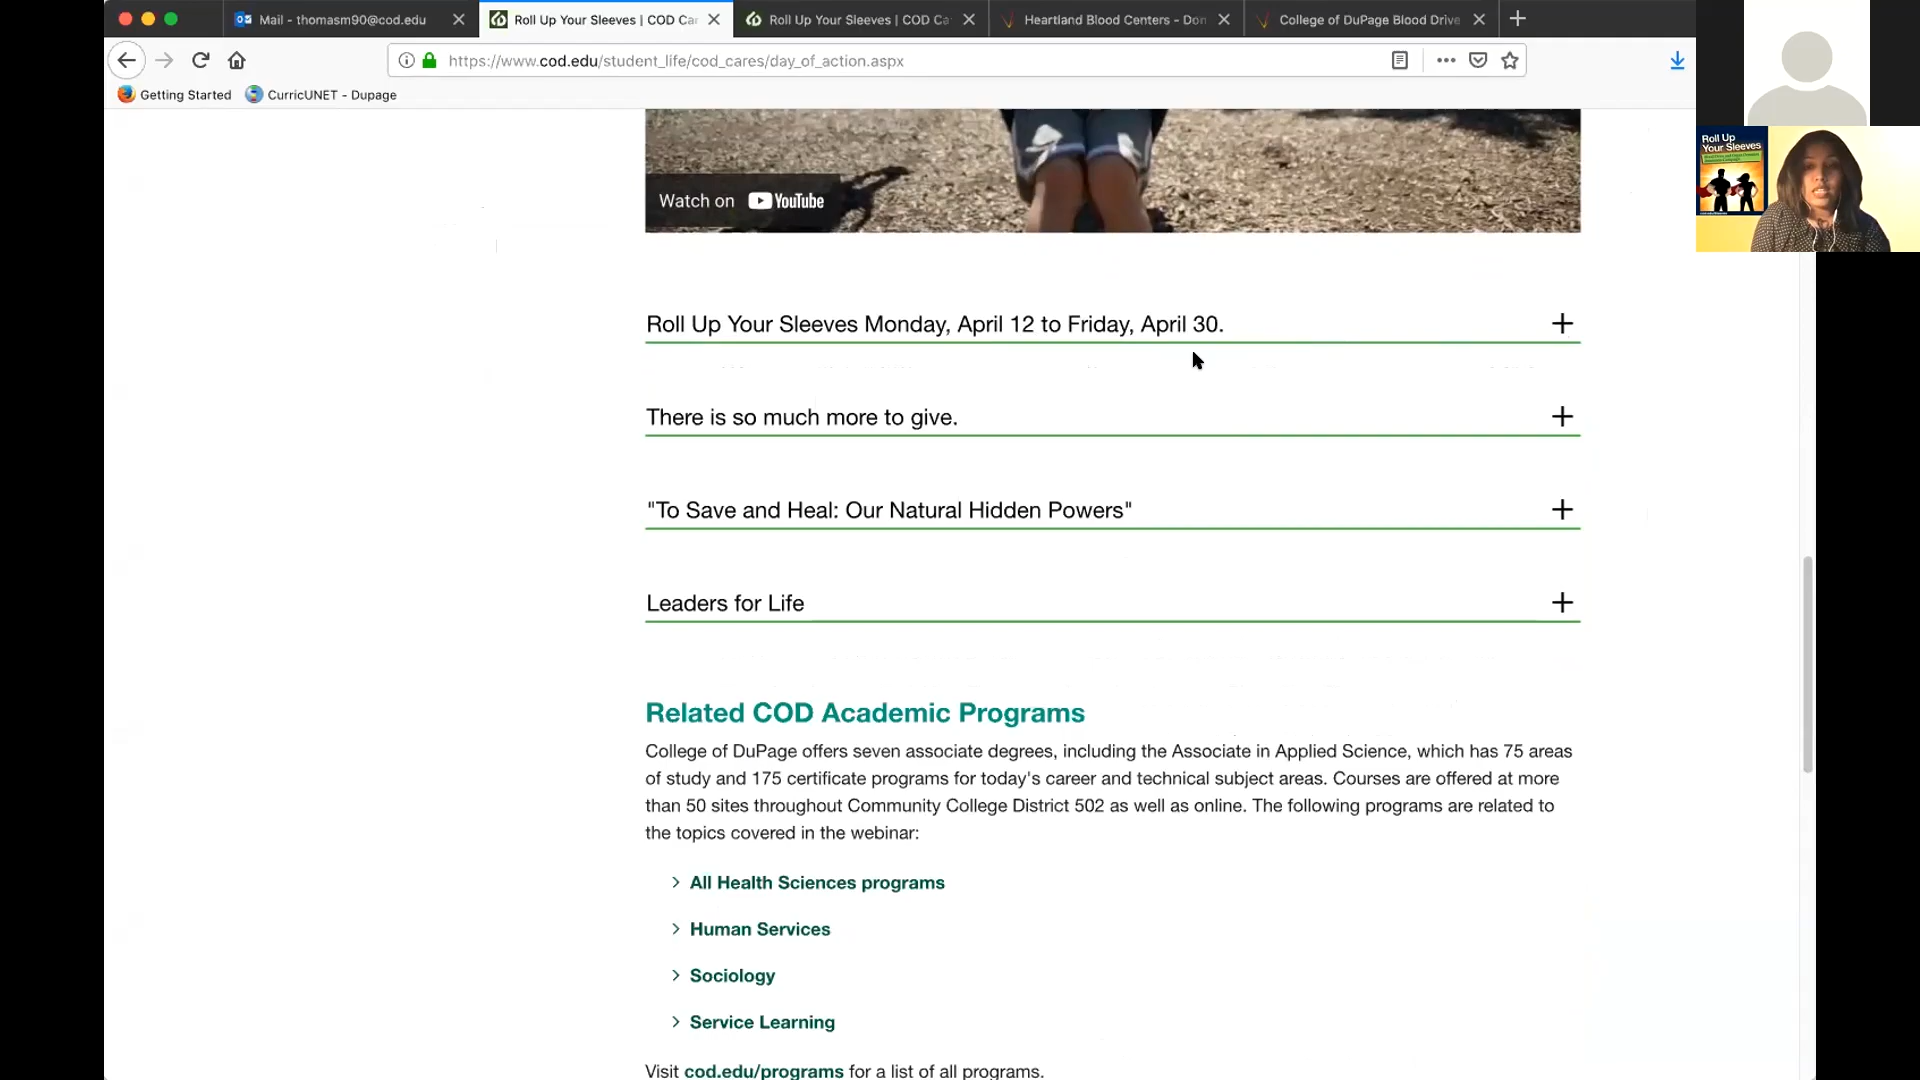 Mail - thomasm90@cod.edu
Roll Up Your Sleeves | COD Ca
Roll Up Your Sleeves | COD Ca
Heartland Blood Centers - Don
College of DuPage Blood Drive
https://www.cod.edu/student_life/cod_cares/day_of_action.aspx
Getting Started
CurricUNET - Dupage
Roll Up
Your Sleeves
Watch on YouTube
Roll Up Your Sleeves Monday, April 12 to Friday, April 30.
There is so much more to give.
"To Save and Heal: Our Natural Hidden Powers"
Leaders for Life
Related COD Academic Programs
College of DuPage offers seven associate degrees, including the Associate in Applied Science, which has 75 areas
of study and 175 certificate programs for today's career and technical subject areas. Courses are offered at more
than 50 sites throughout Community College District 502 as well as online. The following programs are related to
the topics covered in the webinar:
All Health Sciences programs
Human Services
Sociology
Service Learning
Visit cod.edu/programs for a list of all programs.